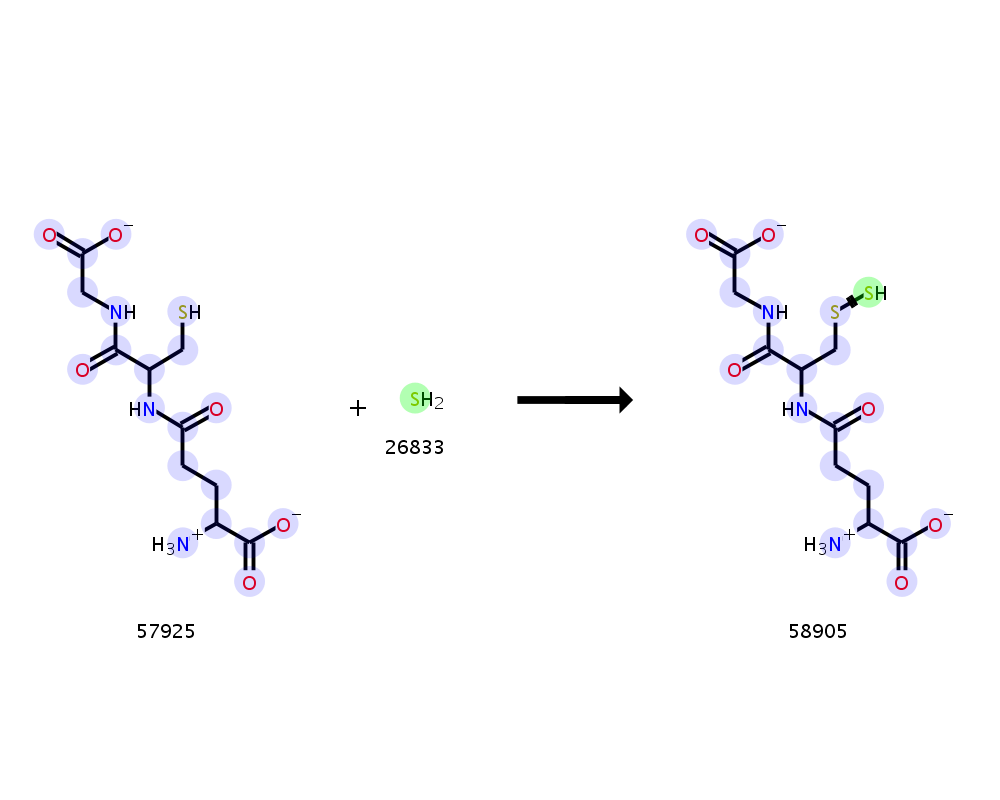 O O−
SH
NH
O
HN O
+ SH2
26833
O−
H3N+
O
57925
O O−
SH
NH S
O
HN O
O−
H3N+
O
58905